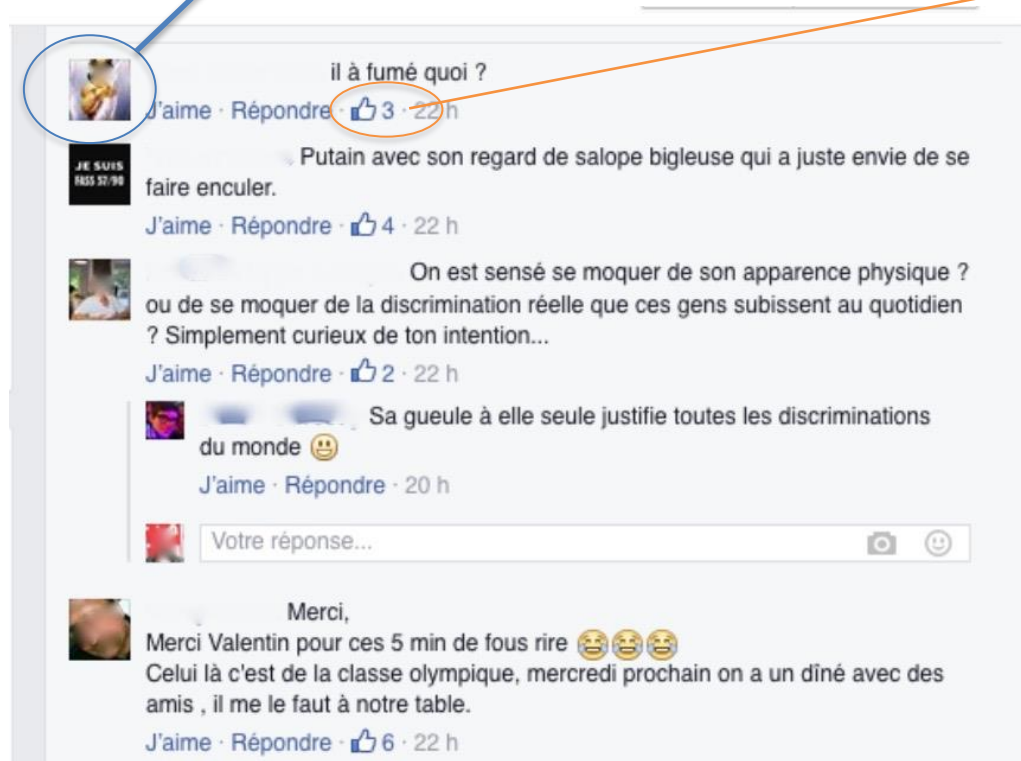 il à fumé quoi ?
J'aime · Répondre · 3 · 22 h
JE SUIS
Putain avec son regard de salope bigleuse qui a juste envie de se
faire enculer.
J'aime · Répondre · 4 · 22 h
On est sensé se moquer de son apparence physique ?
ou de se moquer de la discrimination réelle que ces gens subissent au quotidien
? Simplement curieux de ton intention...
J'aime · Répondre · 2 · 22 h
Sa gueule à elle seule justifie toutes les discriminations
du monde 😃
J'aime · Répondre · 20 h
Votre réponse...
Merci,
Merci Valentin pour ces 5 min de fous rire 😂😂😂
Celui là c'est de la classe olympique, mercredi prochain on a un dîné avec des
amis , il me le faut à notre table.
J'aime · Répondre · 6 · 22 h